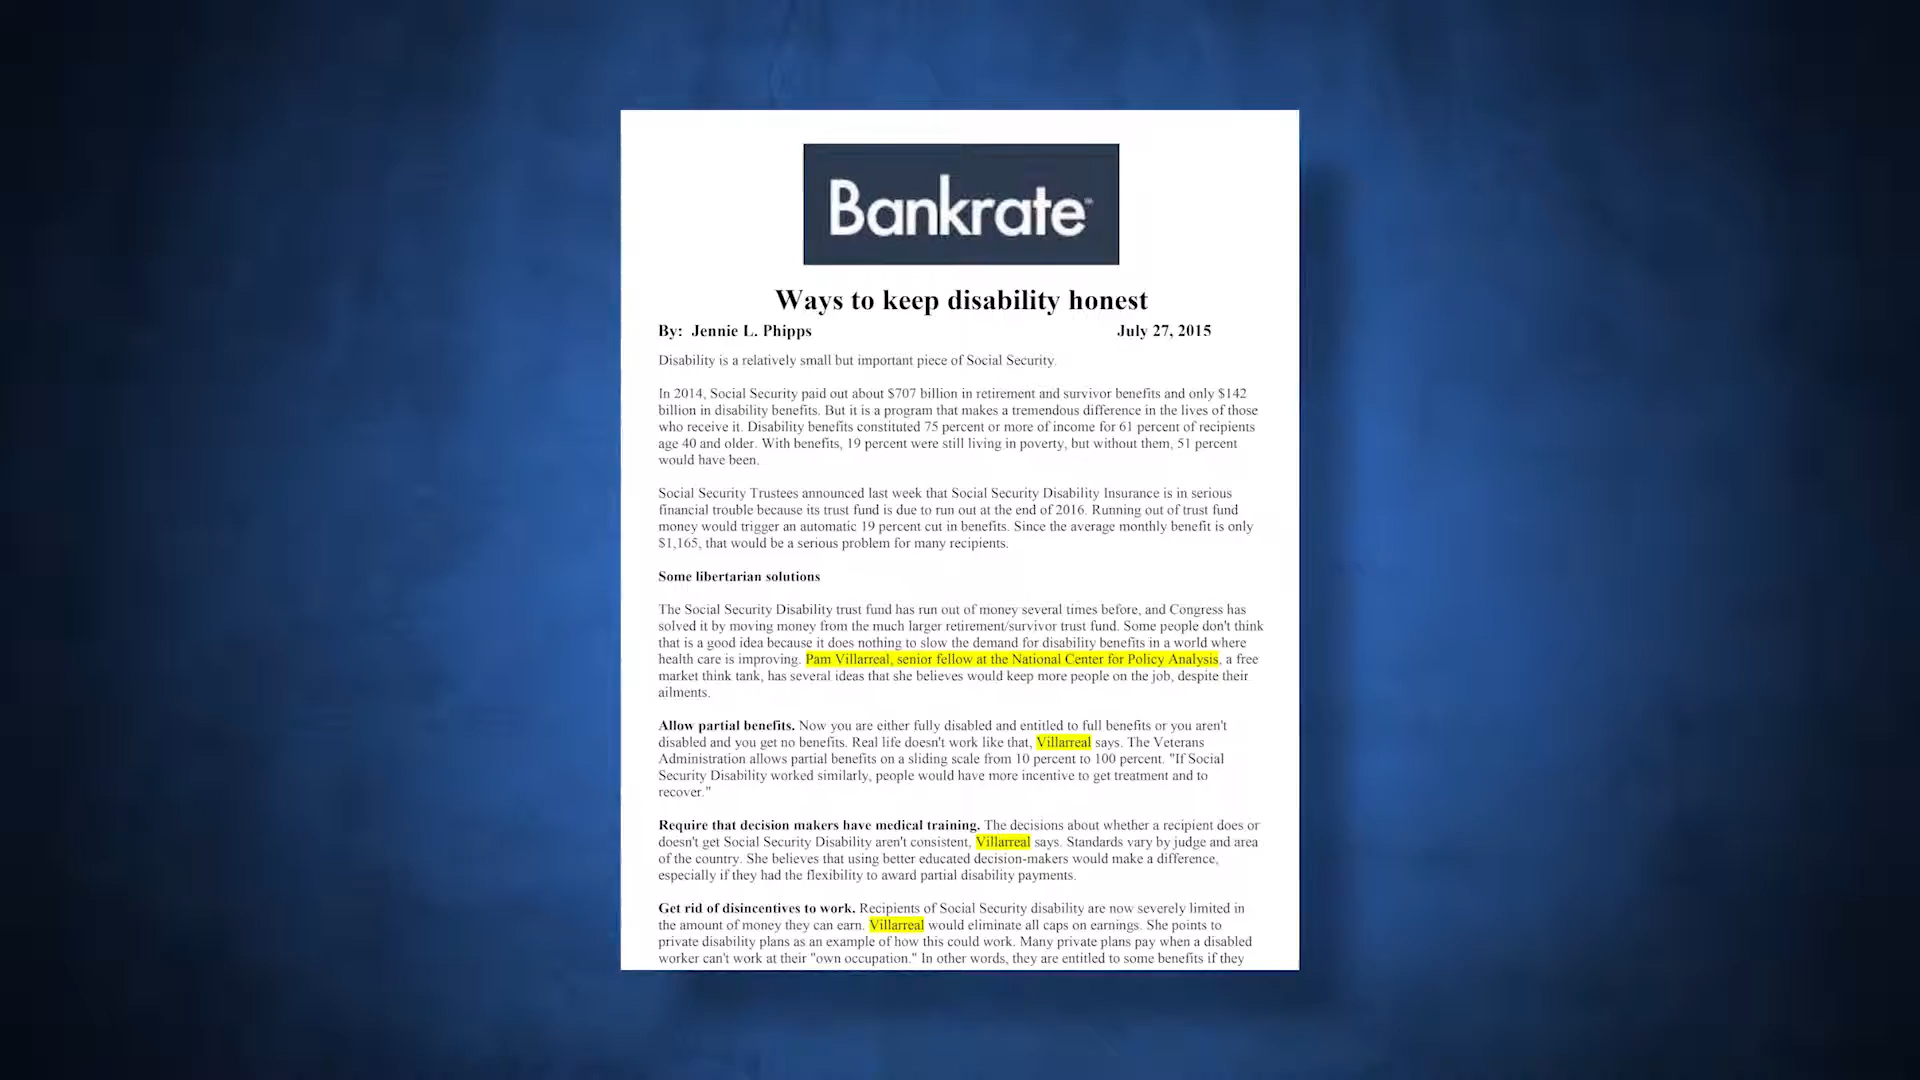 Bankrate™
Ways to keep disability honest
By: Jennie L. Phipps July 27, 2015
Disability is a relatively small but important piece of Social Security.
In 2014, Social Security paid out about $707 billion in retirement and survivor benefits and only $142
billion in disability benefits. But it is a program that makes a tremendous difference in the lives of those
who receive it. Disability benefits constituted 75 percent or more of income for 61 percent of recipients
age 40 and older. With benefits, 19 percent were still living in poverty, but without them, 51 percent
would have been.
Social Security Trustees announced last week that Social Security Disability Insurance is in serious
financial trouble because its trust fund is due to run out at the end of 2016. Running out of trust fund
money would trigger an automatic 19 percent cut in benefits. Since the average monthly benefit is only
$1,165, that would be a serious problem for many recipients.
Some libertarian solutions
The Social Security Disability trust fund has run out of money several times before, and Congress has
solved it by moving money from the much larger retirement/survivor trust fund. Some people don't think
that is a good idea because it does nothing to slow the demand for disability benefits in a world where
health care is improving. Pam Villarreal, senior fellow at the National Center for Policy Analysis, a free
market think tank, has several ideas that she believes would keep more people on the job, despite their
ailments.
Allow partial benefits. Now you are either fully disabled and entitled to full benefits or you aren't
disabled and you get no benefits. Real life doesn't work like that, Villarreal says. The Veterans
Administration allows partial benefits on a sliding scale from 10 percent to 100 percent. "If Social
Security Disability worked similarly, people would have more incentive to get treatment and to
recover."
Require that decision makers have medical training. The decisions about whether a recipient does or
doesn't get Social Security Disability aren't consistent, Villarreal says. Standards vary by judge and area
of the country. She believes that using better educated decision-makers would make a difference,
especially if they had the flexibility to award partial disability payments.
Get rid of disincentives to work. Recipients of Social Security disability are now severely limited in
the amount of money they can earn. Villarreal would eliminate all caps on earnings. She points to
private disability plans as an example of how this could work. Many private plans pay when a disabled
worker can't work at their "own occupation." In other words, they are entitled to some benefits if they